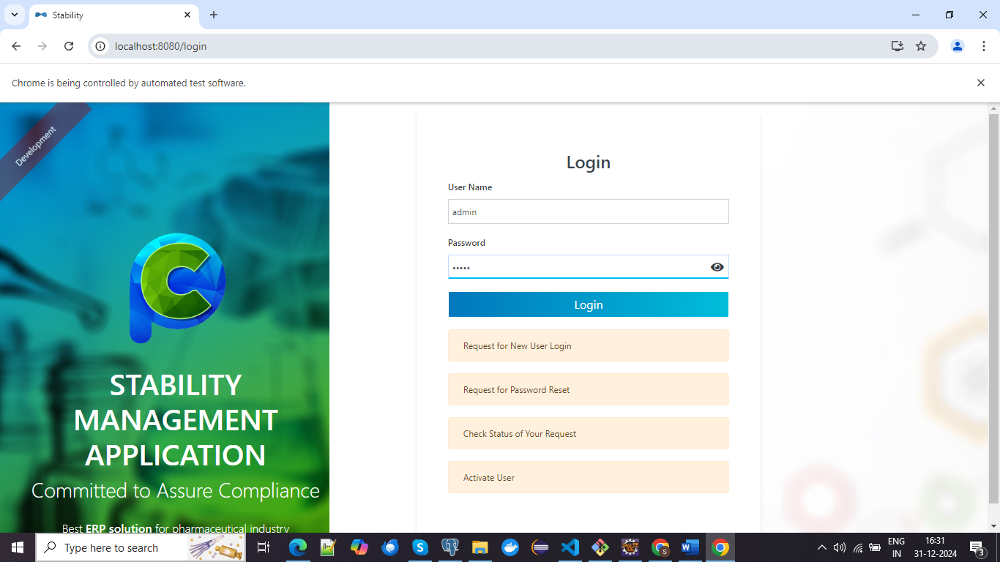 Stability
localhost:8080/login
Chrome is being controlled by automated test software.
Development
STABILITY
MANAGEMENT
APPLICATION
Committed to Assure Compliance
Best ERP solution for pharmaceutical industry
Login
User Name
admin
Password
•••••
Login
Request for New User Login
Request for Password Reset
Check Status of Your Request
Activate User
Type here to search
ENG
IN
16:31
31-12-2024
3